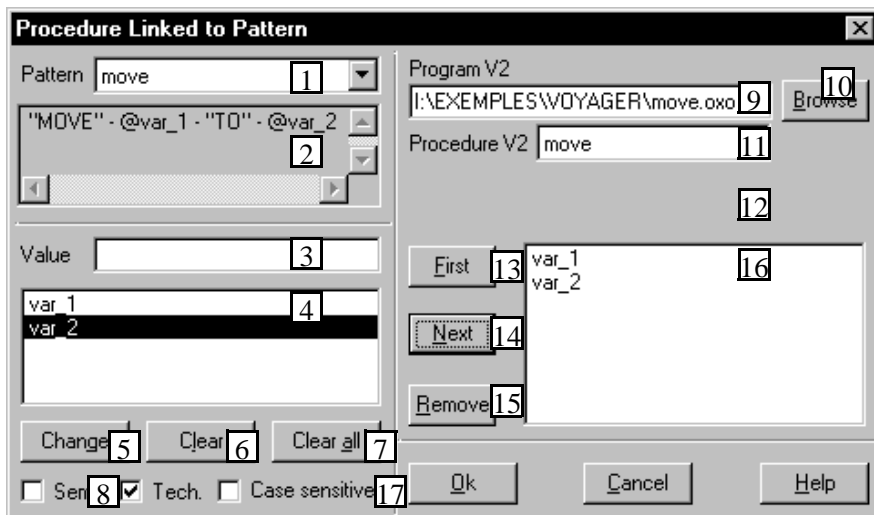 Procedure Linked to Pattern
Pattern move 1
"MOVE" - @var_1 - "TO" - @var_2
2
Value 3
var_1 4
var_2
Change 5 Clear 6 Clear all 7
8 Tech. Case sensitive 17
Program V2
I:\EXEMPLES\VOYAGER\move.oxo 9 Browse 10
Procedure V2 move 11
12
First 13
Next 14
Remove 15
var_1 16
var_2
Ok Cancel Help